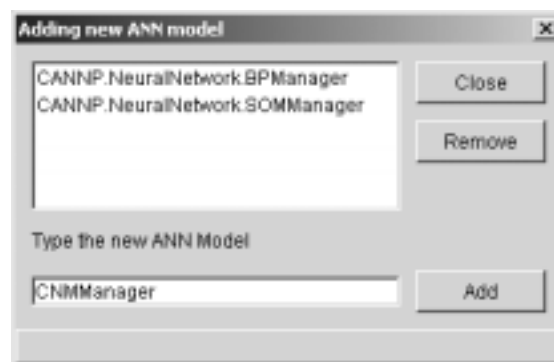 Adding new ANN model
CANNP.NeuralNetwork.BPManager
CANNP.NeuralNetwork.SOMManager
Close
Remove
Type the new ANN Model
CNMManager
Add